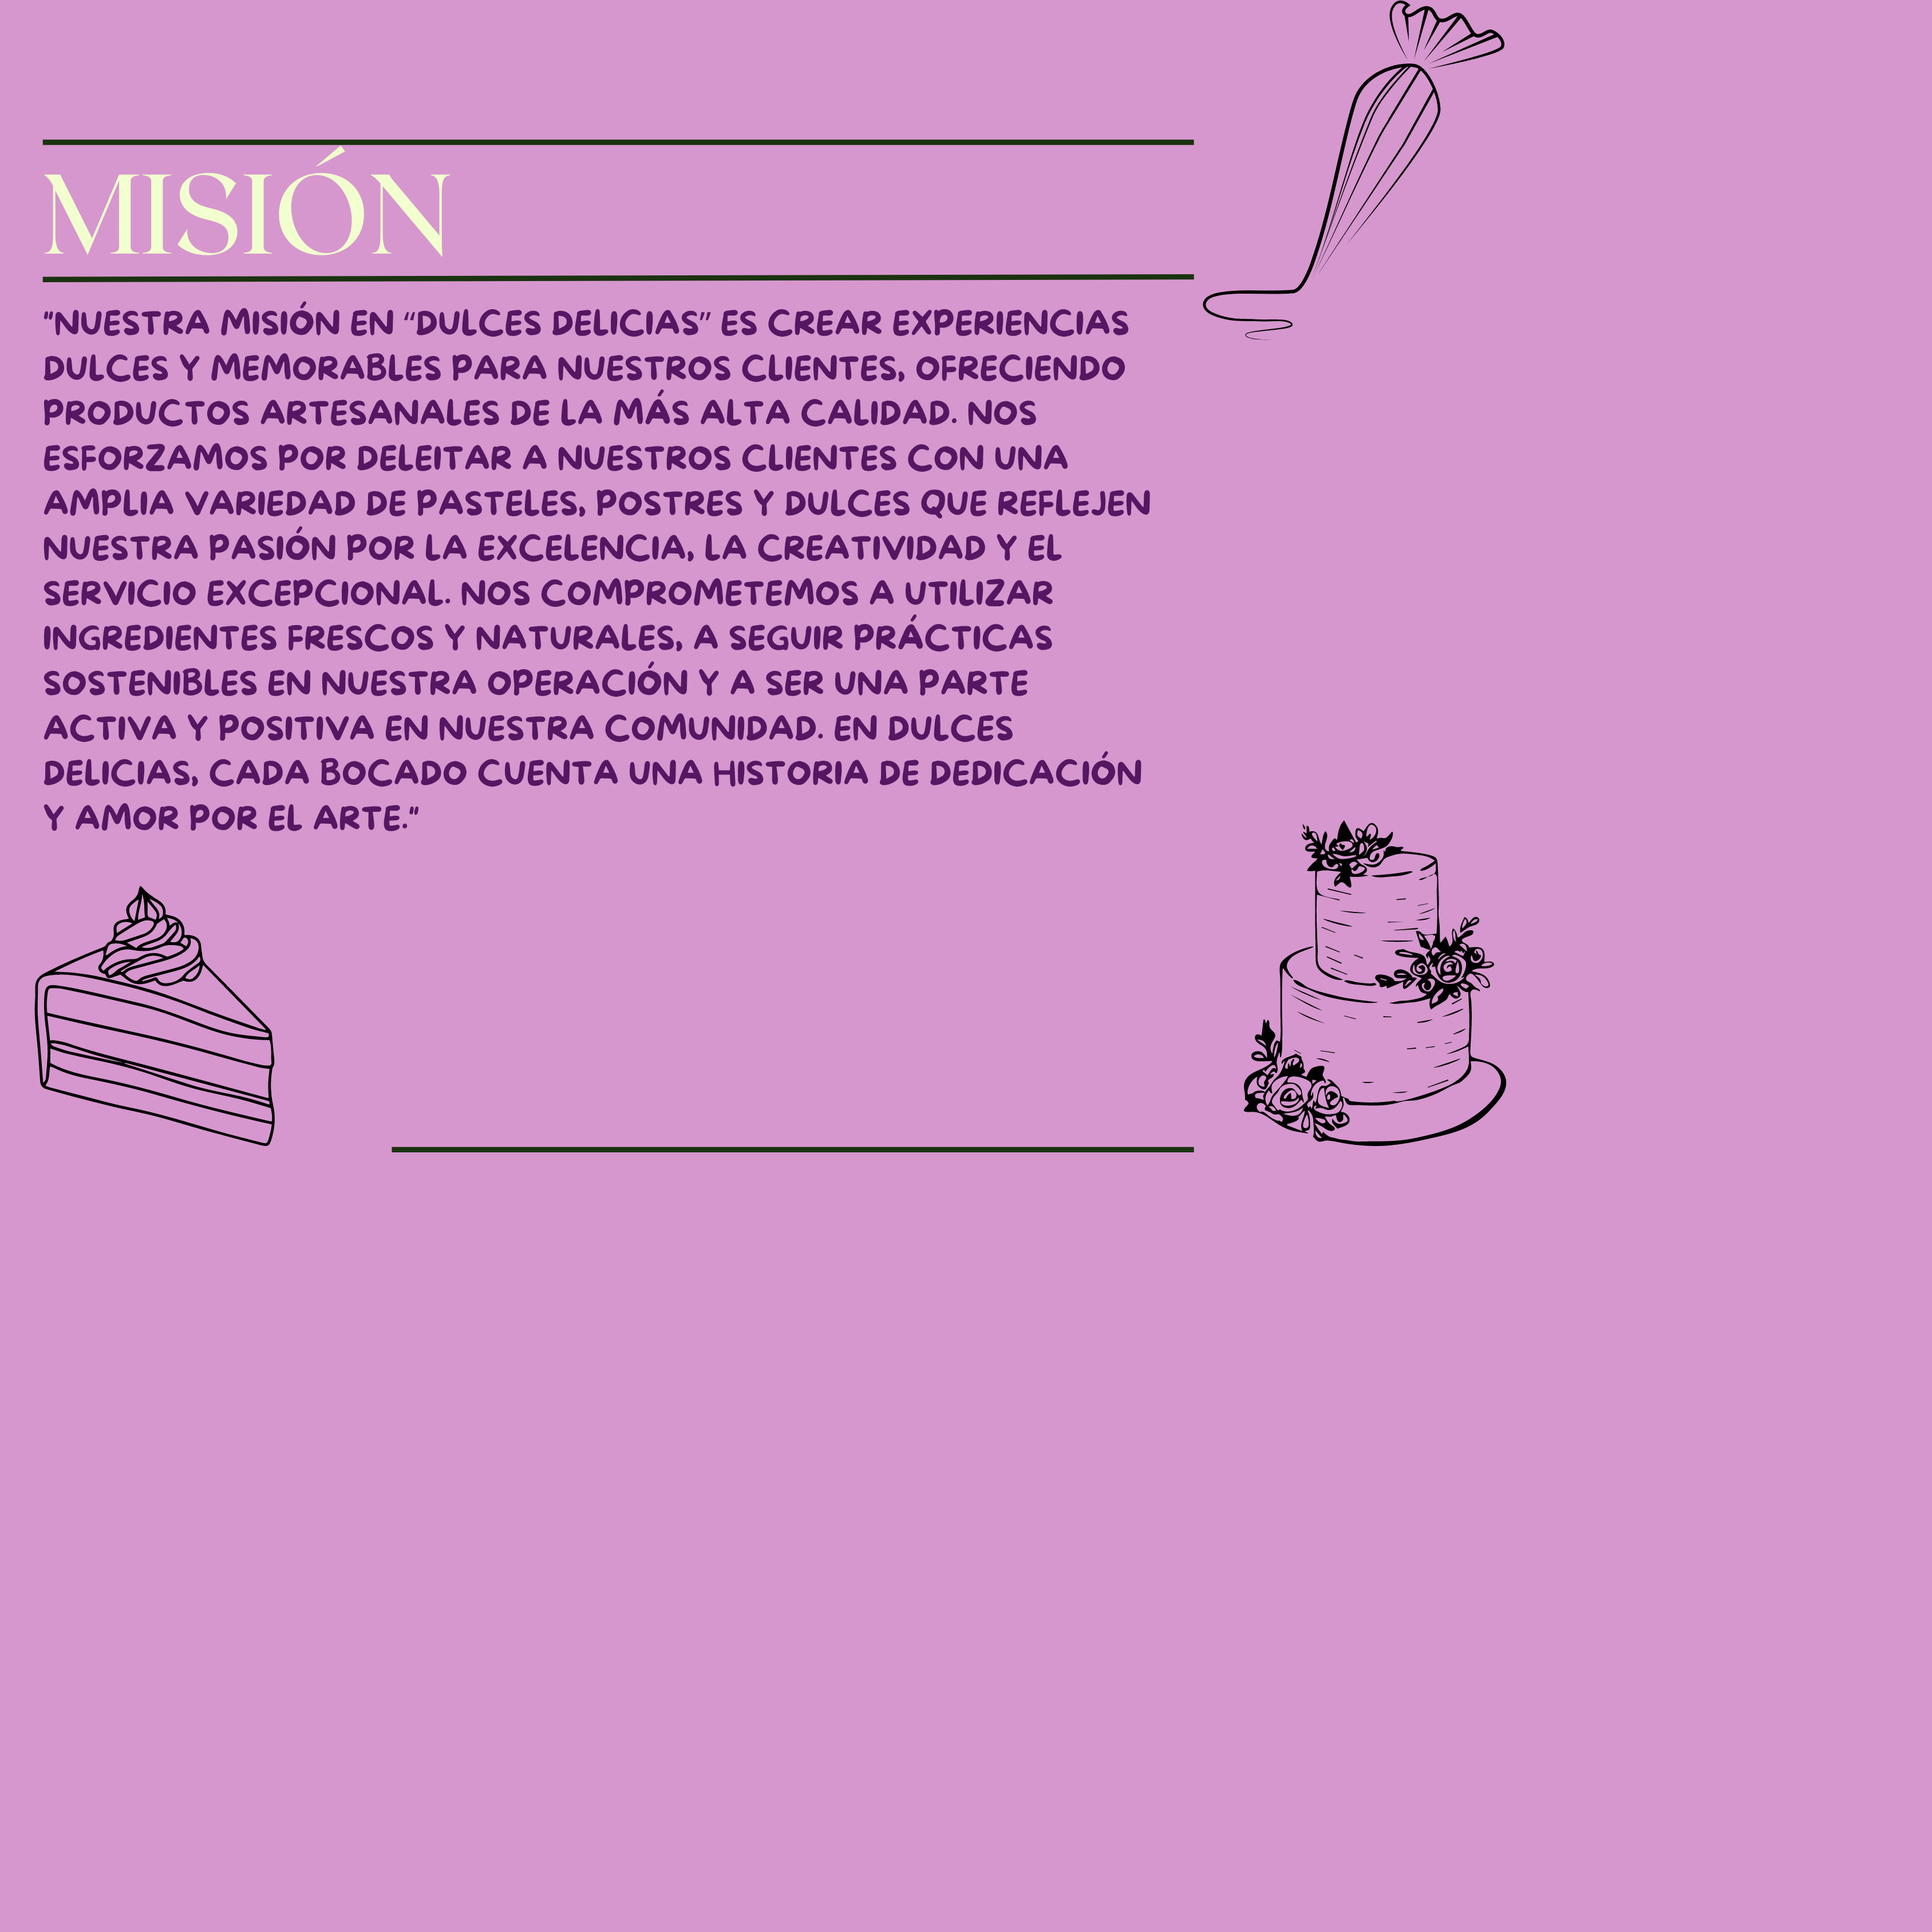 MISIÓN
"NUESTRA MISIÓN EN “DULCES DELICIAS” ES CREAR EXPERIENCIAS
DULCES Y MEMORABLES PARA NUESTROS CLIENTES, OFRECIENDO
PRODUCTOS ARTESANALES DE LA MÁS ALTA CALIDAD. NOS
ESFORZAMOS POR DELEITAR A NUESTROS CLIENTES CON UNA
AMPLIA VARIEDAD DE PASTELES, POSTRES Y DULCES QUE REFLEJEN
NUESTRA PASIÓN POR LA EXCELENCIA, LA CREATIVIDAD Y EL
SERVICIO EXCEPCIONAL. NOS COMPROMETEMOS A UTILIZAR
INGREDIENTES FRESCOS Y NATURALES, A SEGUIR PRÁCTICAS
SOSTENIBLES EN NUESTRA OPERACIÓN Y A SER UNA PARTE
ACTIVA Y POSITIVA EN NUESTRA COMUNIDAD. EN DULCES
DELICIAS, CADA BOCADO CUENTA UNA HISTORIA DE DEDICACIÓN
Y AMOR POR EL ARTE."